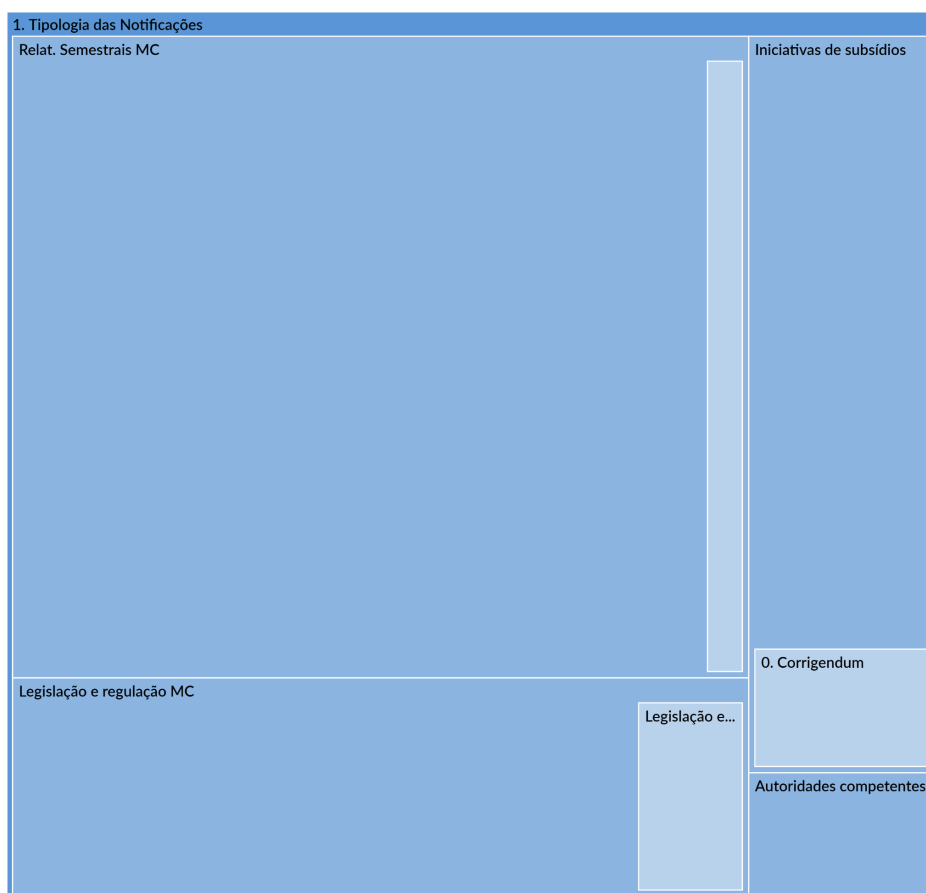 1. Tipologia das Notificações
Relat. Semestrais MC
Iniciativas de subsídios
0. Corrigendum
Legislação e regulação MC
Legislação e...
Autoridades competentes